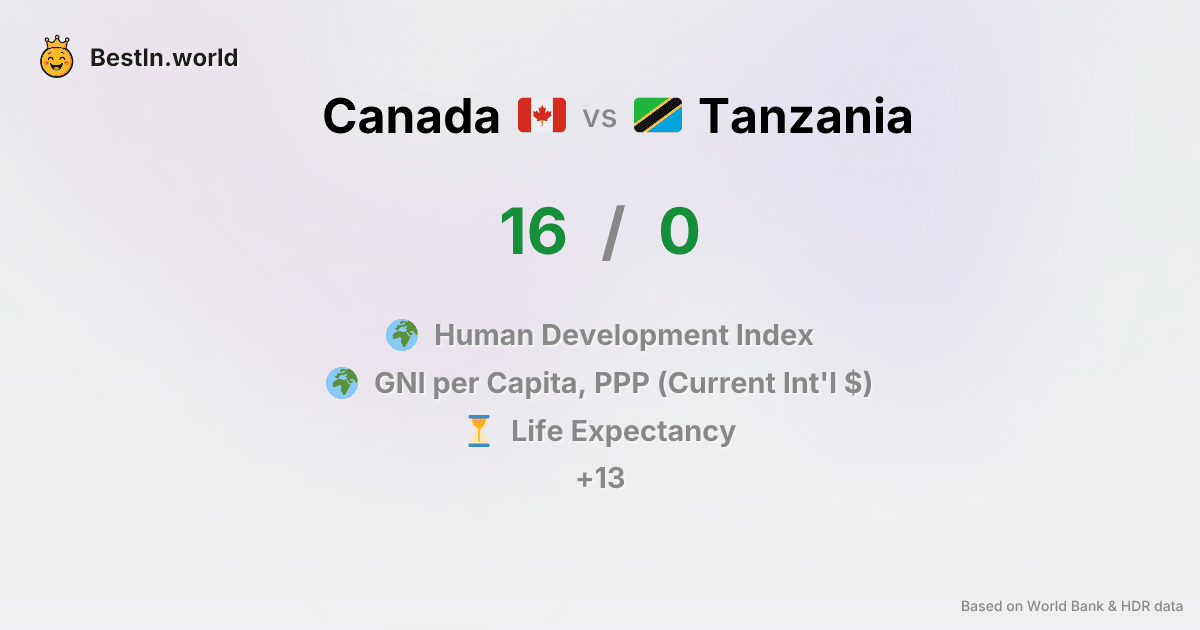 BestIn.world
Canada vs Tanzania
16 / 0
Human Development Index
GNI per Capita, PPP (Current Int'l $)
Life Expectancy
+13
Based on World Bank & HDR data